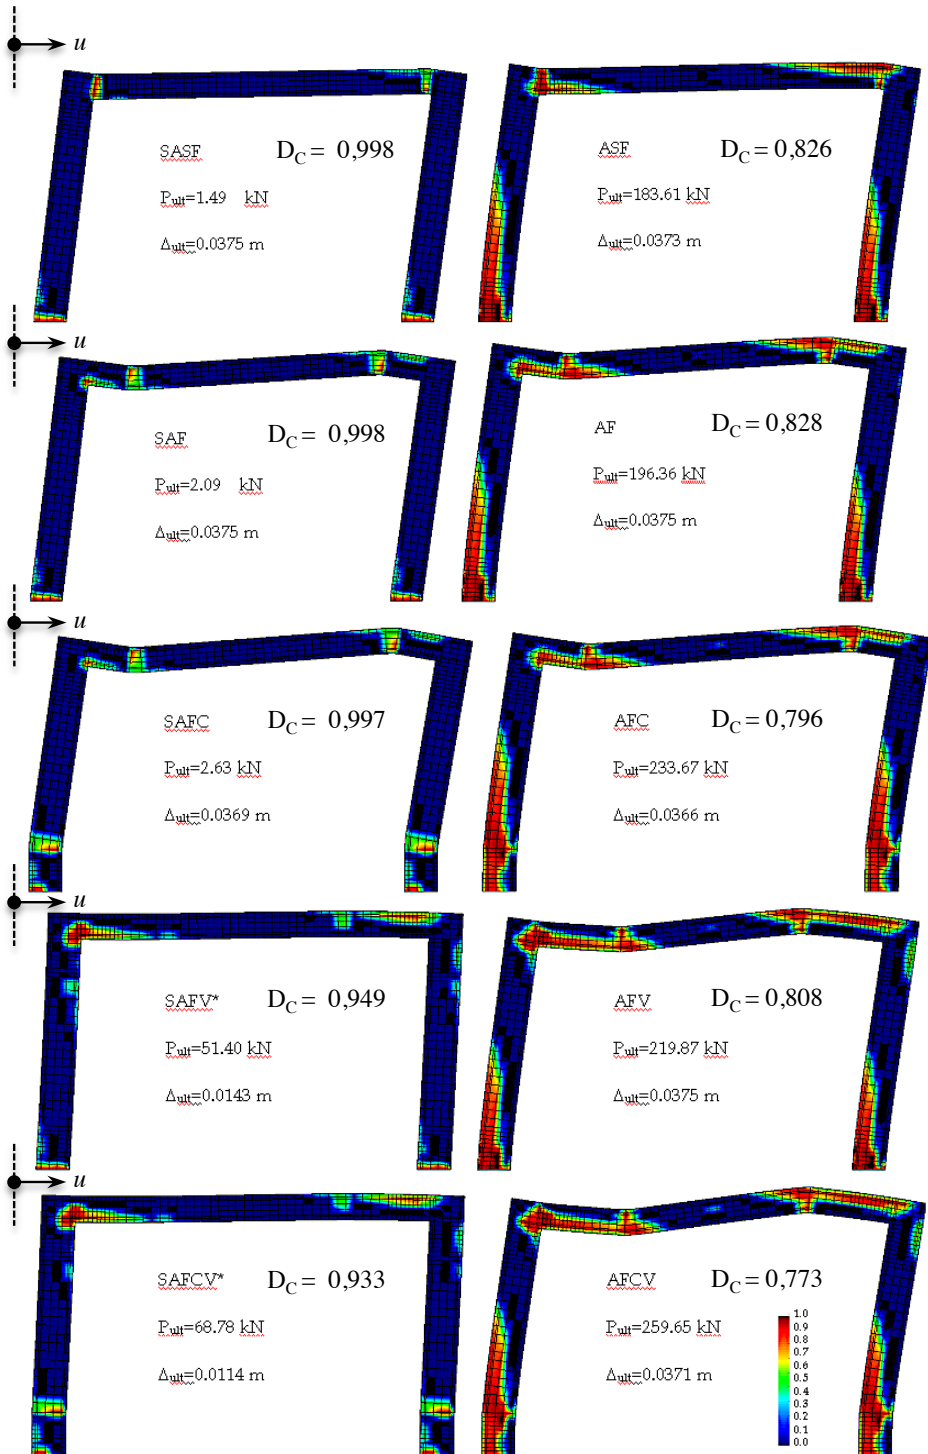 u
SASF D_C = 0,998
P_ult=1.49 kN
Δ_ult=0.0375 m
ASF D_C = 0,826
P_ult=183.61 kN
Δ_ult=0.0373 m
u
SAF D_C = 0,998
P_ult=2.09 kN
Δ_ult=0.0375 m
AF D_C = 0,828
P_ult=196.36 kN
Δ_ult=0.0375 m
u
SAFC D_C = 0,997
P_ult=2.63 kN
Δ_ult=0.0369 m
AFC D_C = 0,796
P_ult=233.67 kN
Δ_ult=0.0366 m
u
SAFV* D_C = 0,949
P_ult=51.40 kN
Δ_ult=0.0143 m
AFV D_C = 0,808
P_ult=219.87 kN
Δ_ult=0.0375 m
u
SAFCV* D_C = 0,933
P_ult=68.78 kN
Δ_ult=0.0114 m
AFCV D_C = 0,773
P_ult=259.65 kN
Δ_ult=0.0371 m
1.0
0.9
0.8
0.7
0.6
0.5
0.4
0.3
0.2
0.1
0.0